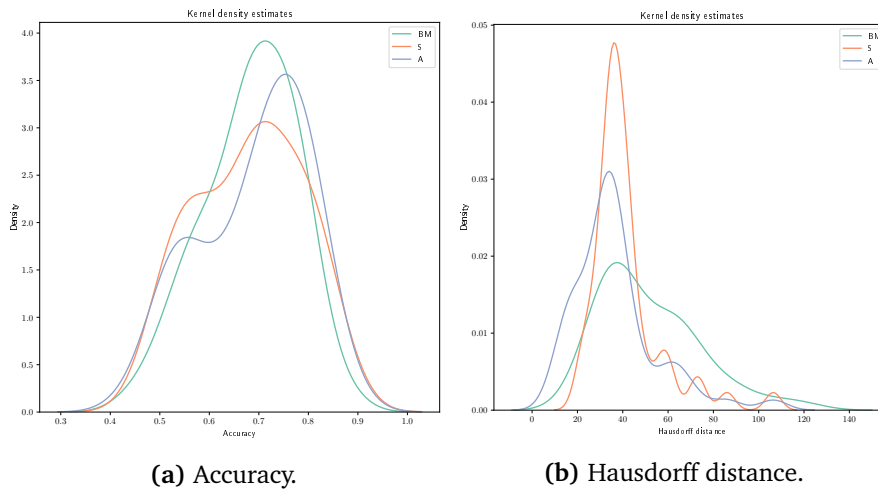 Kernel density estimates
4.0
3.5
3.0
2.5
2.0
1.5
1.0
0.5
0.0
Density
BM
S
A
0.3 0.4 0.5 0.6 0.7 0.8 0.9 1.0
Accuracy
(a) Accuracy.
Kernel density estimates
0.05
0.04
0.03
0.02
0.01
0.00
Density
BM
S
A
0 20 40 60 80 100 120 140
Hausdorff distance
(b) Hausdorff distance.